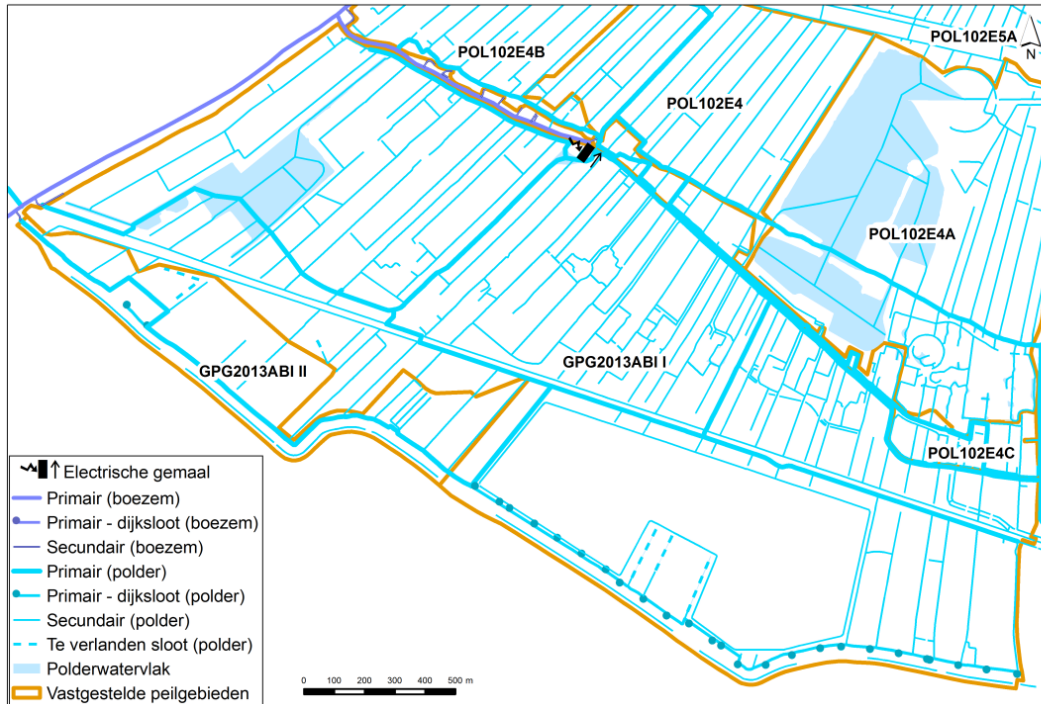 POL102E5A
N
POL102E4B
POL102E4
POL102E4A
GPG2013ABI I
GPG2013ABI II
POL102E4C
Electrische gemaal
Primair (boezem)
Primair - dijksloot (boezem)
Secundair (boezem)
Primair (polder)
Primair - dijksloot (polder)
Secundair (polder)
Te verlanden sloot (polder)
Polderwatervlak
Vastgestelde peilgebieden
0 100 200 300 400 500 m